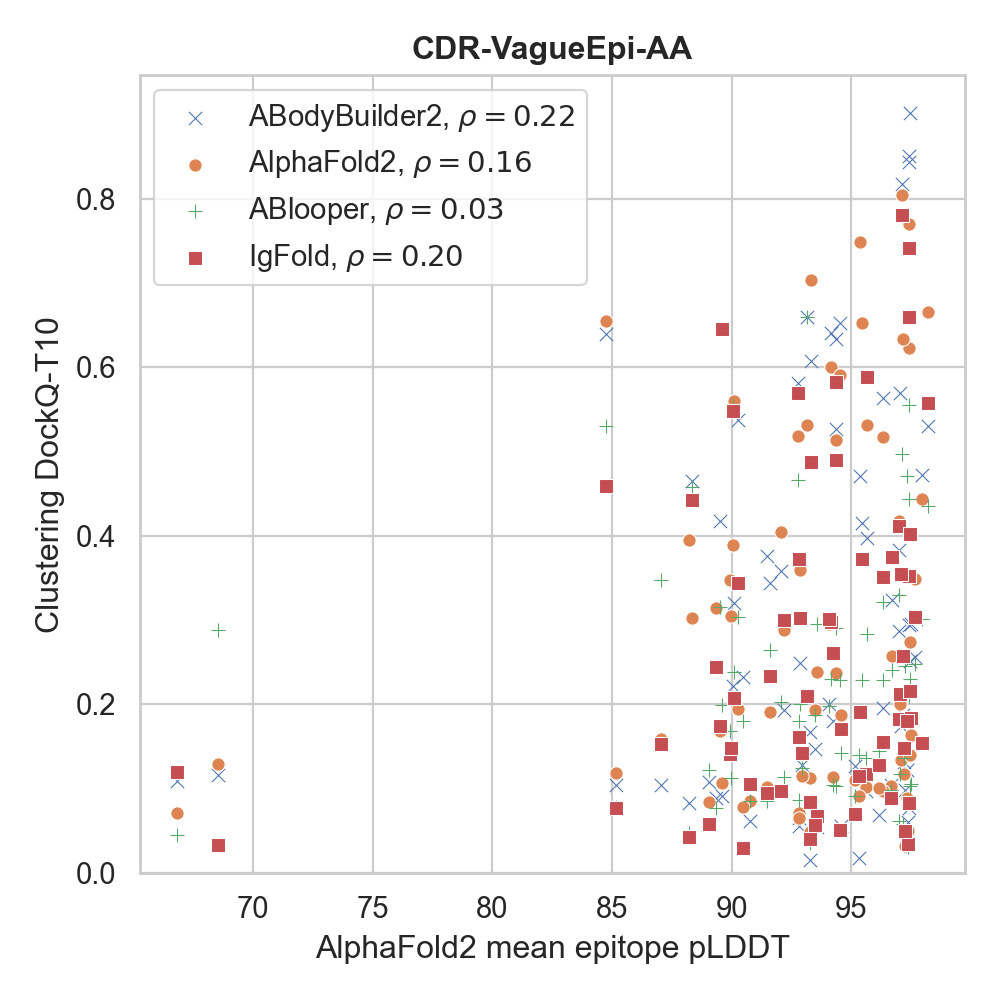 CDR-VagueEpi-AA
ABodyBuilder2, ρ = 0.22
AlphaFold2, ρ = 0.16
ABlooper, ρ = 0.03
IgFold, ρ = 0.20
Clustering DockQ-T10
0.8
0.6
0.4
0.2
0.0
70 75 80 85 90 95
AlphaFold2 mean epitope pLDDT